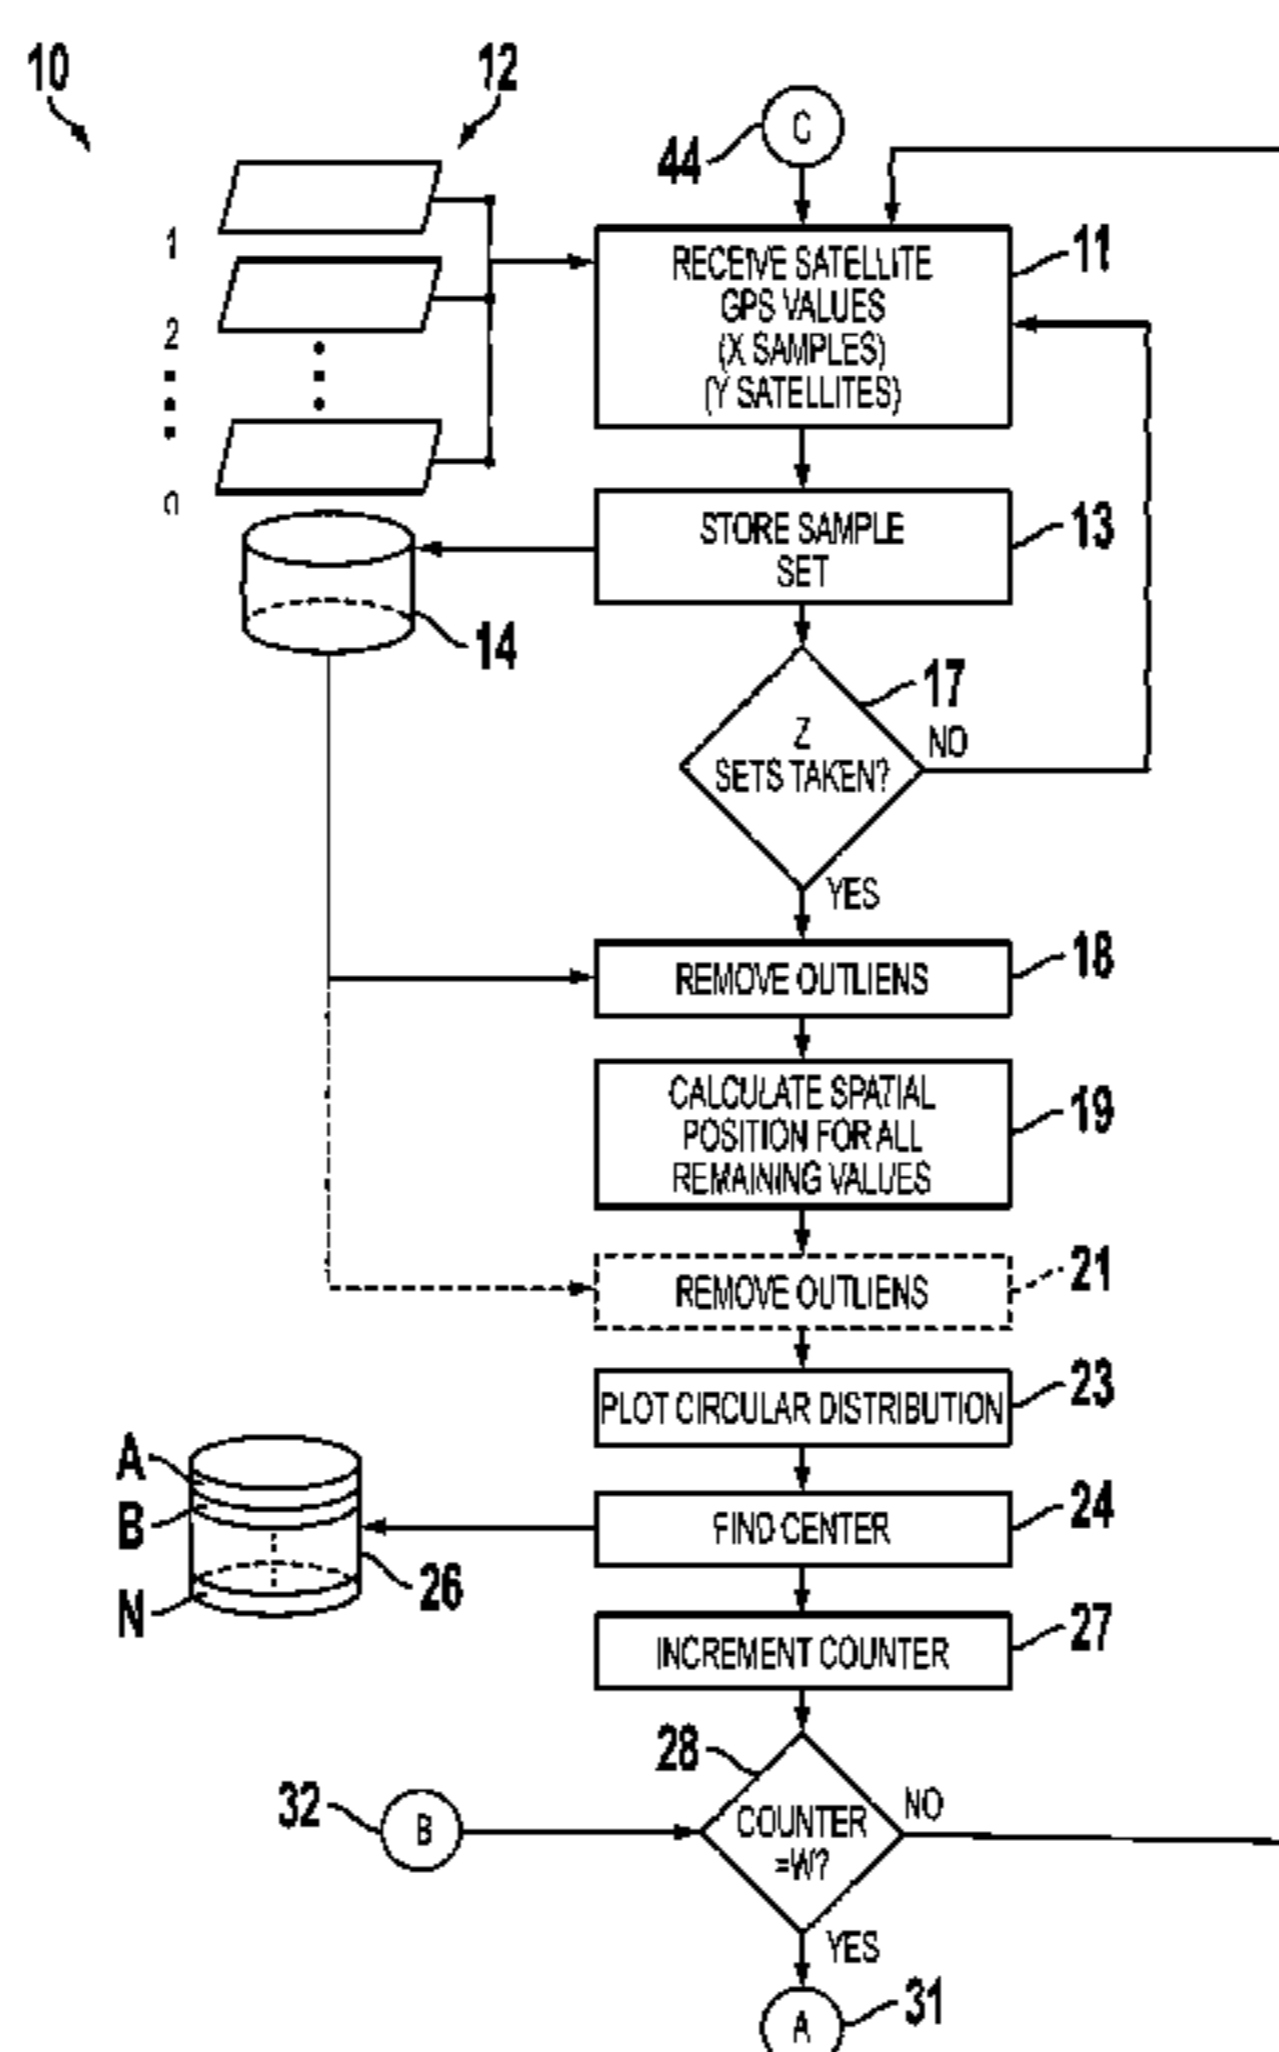 10
12
C
44
1
2
n
RECEIVE SATELLITE
GPS VALUES
(X SAMPLES)
(Y SATELLITES)
11
STORE SAMPLE
SET
13
14
17
Z
SETS TAKEN?
NO
YES
REMOVE OUTLIENS
18
CALCULATE SPATIAL
POSITION FOR ALL
REMAINING VALUES
19
REMOVE OUTLIENS
21
PLOT CIRCULAR DISTRIBUTION
23
A
B
N
26
FIND CENTER
24
INCREMENT COUNTER
27
28
32
B
COUNTER
=W?
NO
YES
A
31